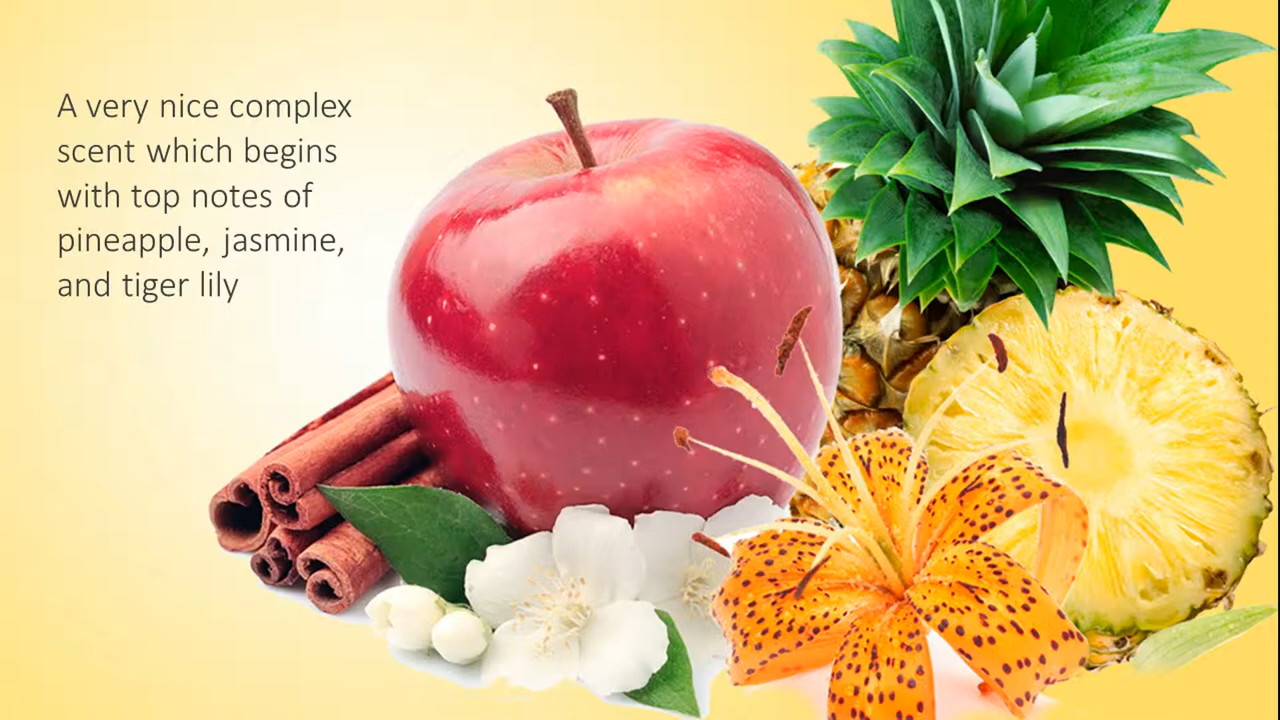 A very nice complex
scent which begins
with top notes of
pineapple, jasmine,
and tiger lily